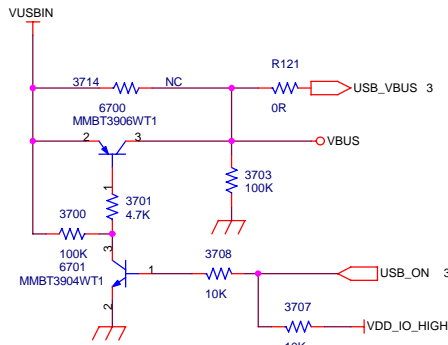 VUSBIN
3714
NC
R121
0R
USB_VBUS 3
6700
MMBT3906WT1
2
3
1
VBUS
3701
4.7K
3703
100K
3700
100K
6701
MMBT3904WT1
3
1
2
3708
10K
USB_ON 3
3707
VDD_IO_HIGH